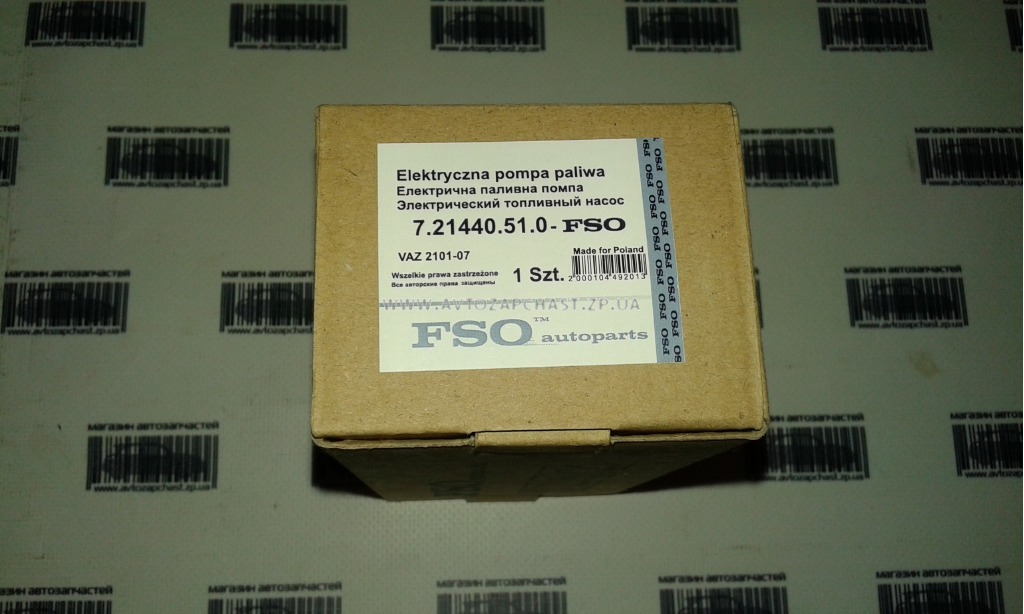 Elektryczna pompa paliwa
Електрична паливна помпа
Электрический топливный насос
7.21440.51.0-FSO
Made for Poland
VAZ 2101-07
Wszelkie prawa zastrzeżone
Все авторские права защищены
1 Szt.
2000104492013
WWW.AVTOZAPCHAST.ZP.UA
FSO™ autoparts
FSO FSO FSO FSO FSO FSO
магазин автозапчастей
www.avtozapchast.zp.ua